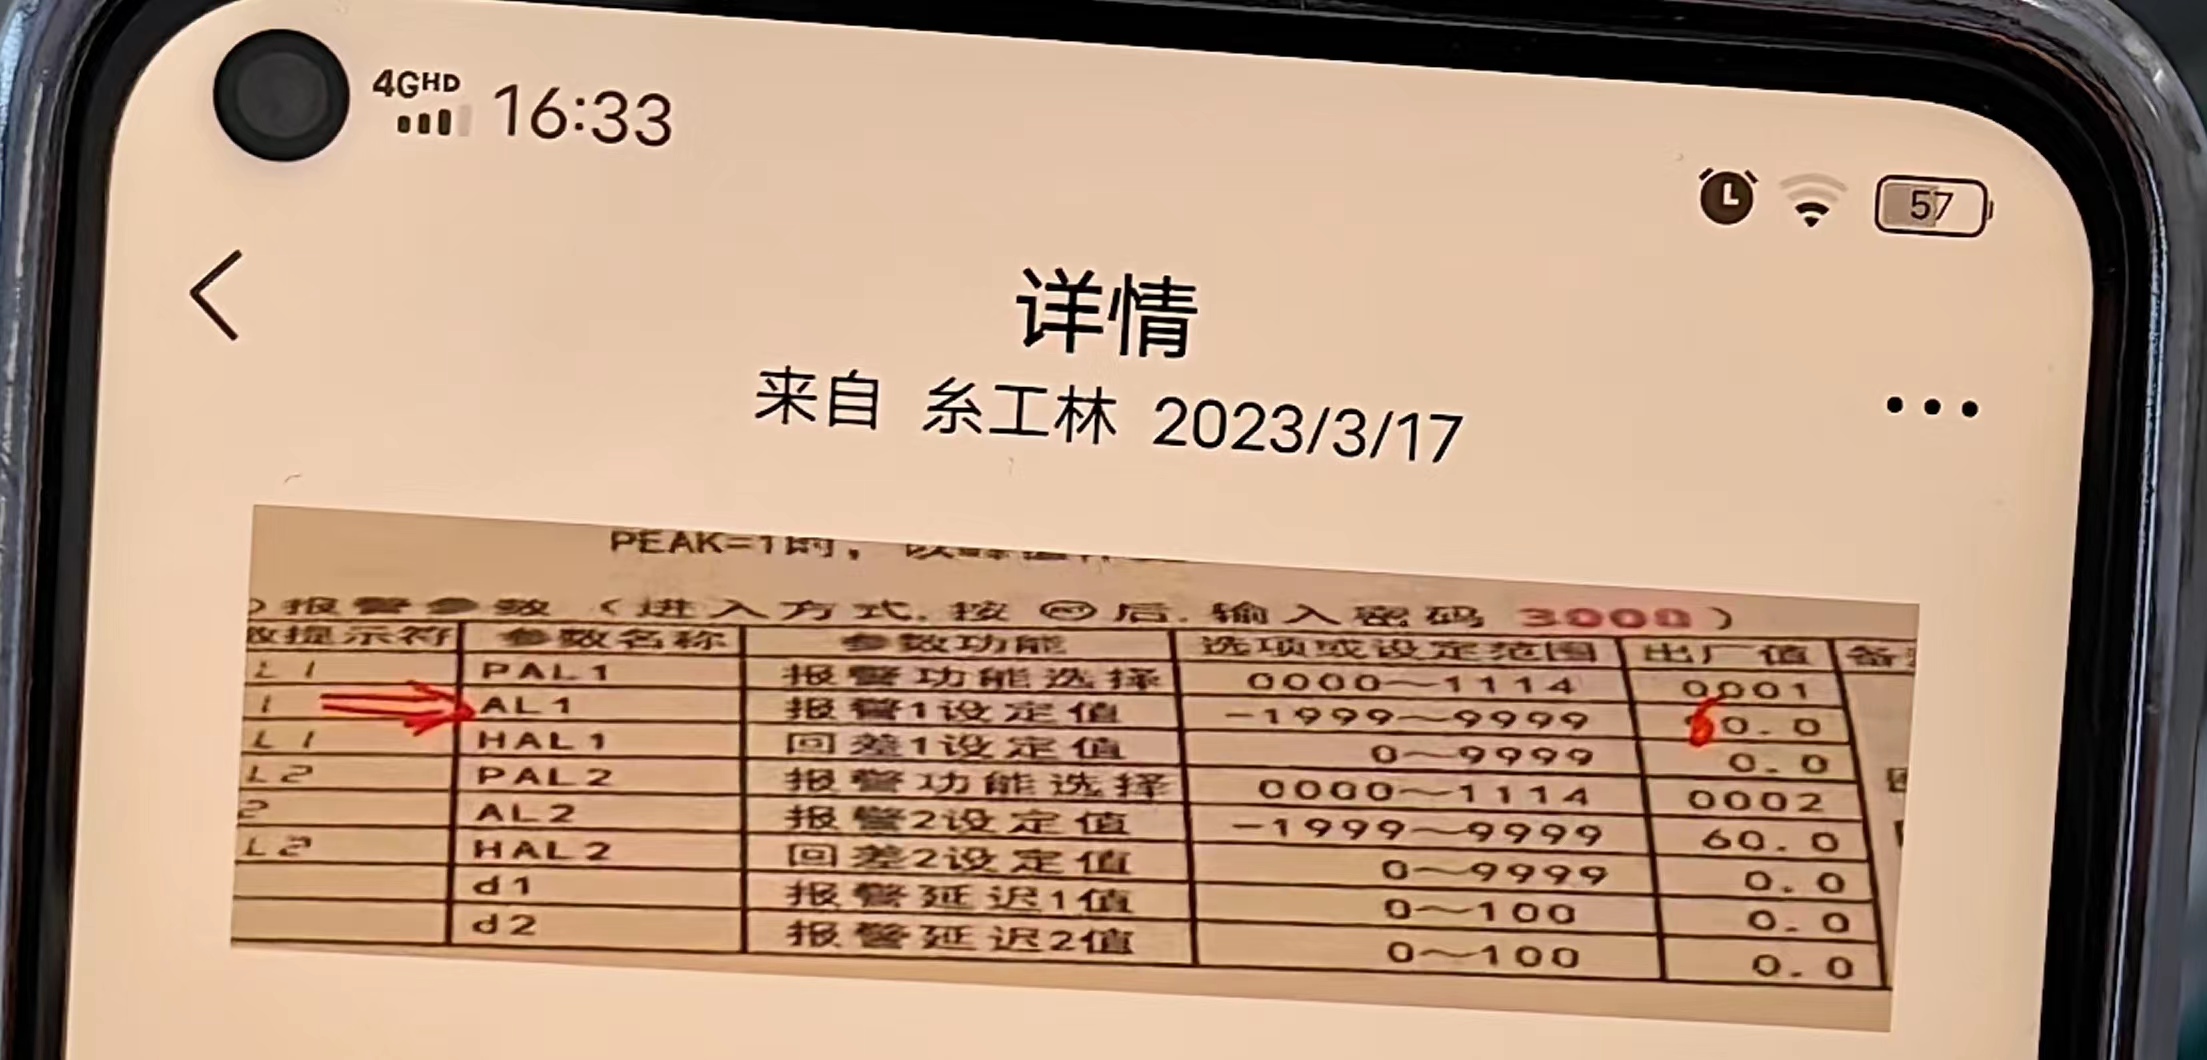 4GHD 16:33
57
详情
来自 糸工林 2023/3/17
PEAK=1时，
报警参数（进入方式.按 后.输入密码 3000）
数提示符 参数名称 参数功能 选项或设定范围 出厂值 备
L1 PAL1 报警功能选择 0000～1114 0001
1 AL1 报警1设定值 -1999～9999 60.0
L1 HAL1 回差1设定值 0～9999 0.0
L2 PAL2 报警功能选择 0000～1114 0002
2 AL2 报警2设定值 -1999～9999 60.0
L2 HAL2 回差2设定值 0～9999 0.0
d1 报警延迟1值 0～100 0.0
d2 报警延迟2值 0～100 0.0